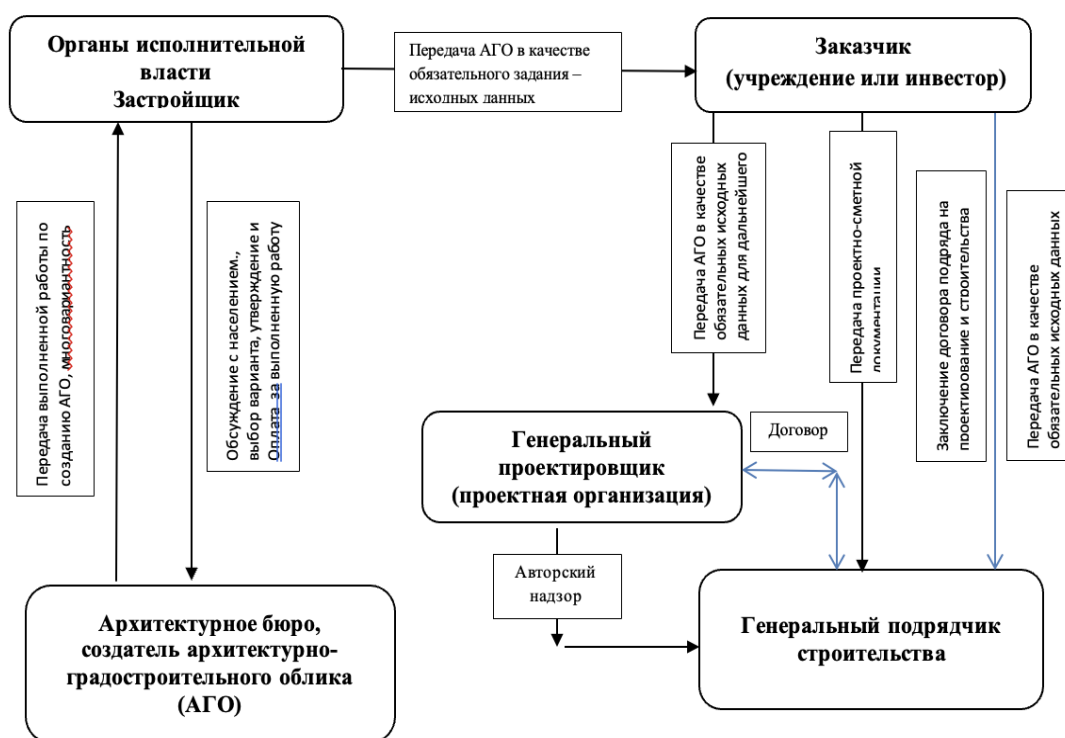 Органы исполнительной
власти
Застройщик
Передача АГО в качестве
обязательного задания –
исходных данных
Заказчик
(учреждение или инвестор)
Передача выполненной работы по
созданию АГО, многовариантность
Обсуждение с населением.,
выбор варианта, утверждение и
Оплата за выполненную работу
Передача АГО в качестве
обязательных исходных
данных для дальнейшего
Передача проектно-сметной
документации
Заключение договора подряда на
проектирование и строительства
Передача АГО в качестве
обязательных исходных данных
Генеральный
проектировщик
(проектная организация)
Договор
Авторский
надзор
Архитектурное бюро,
создатель архитектурно-
градостроительного облика
(АГО)
Генеральный подрядчик
строительства